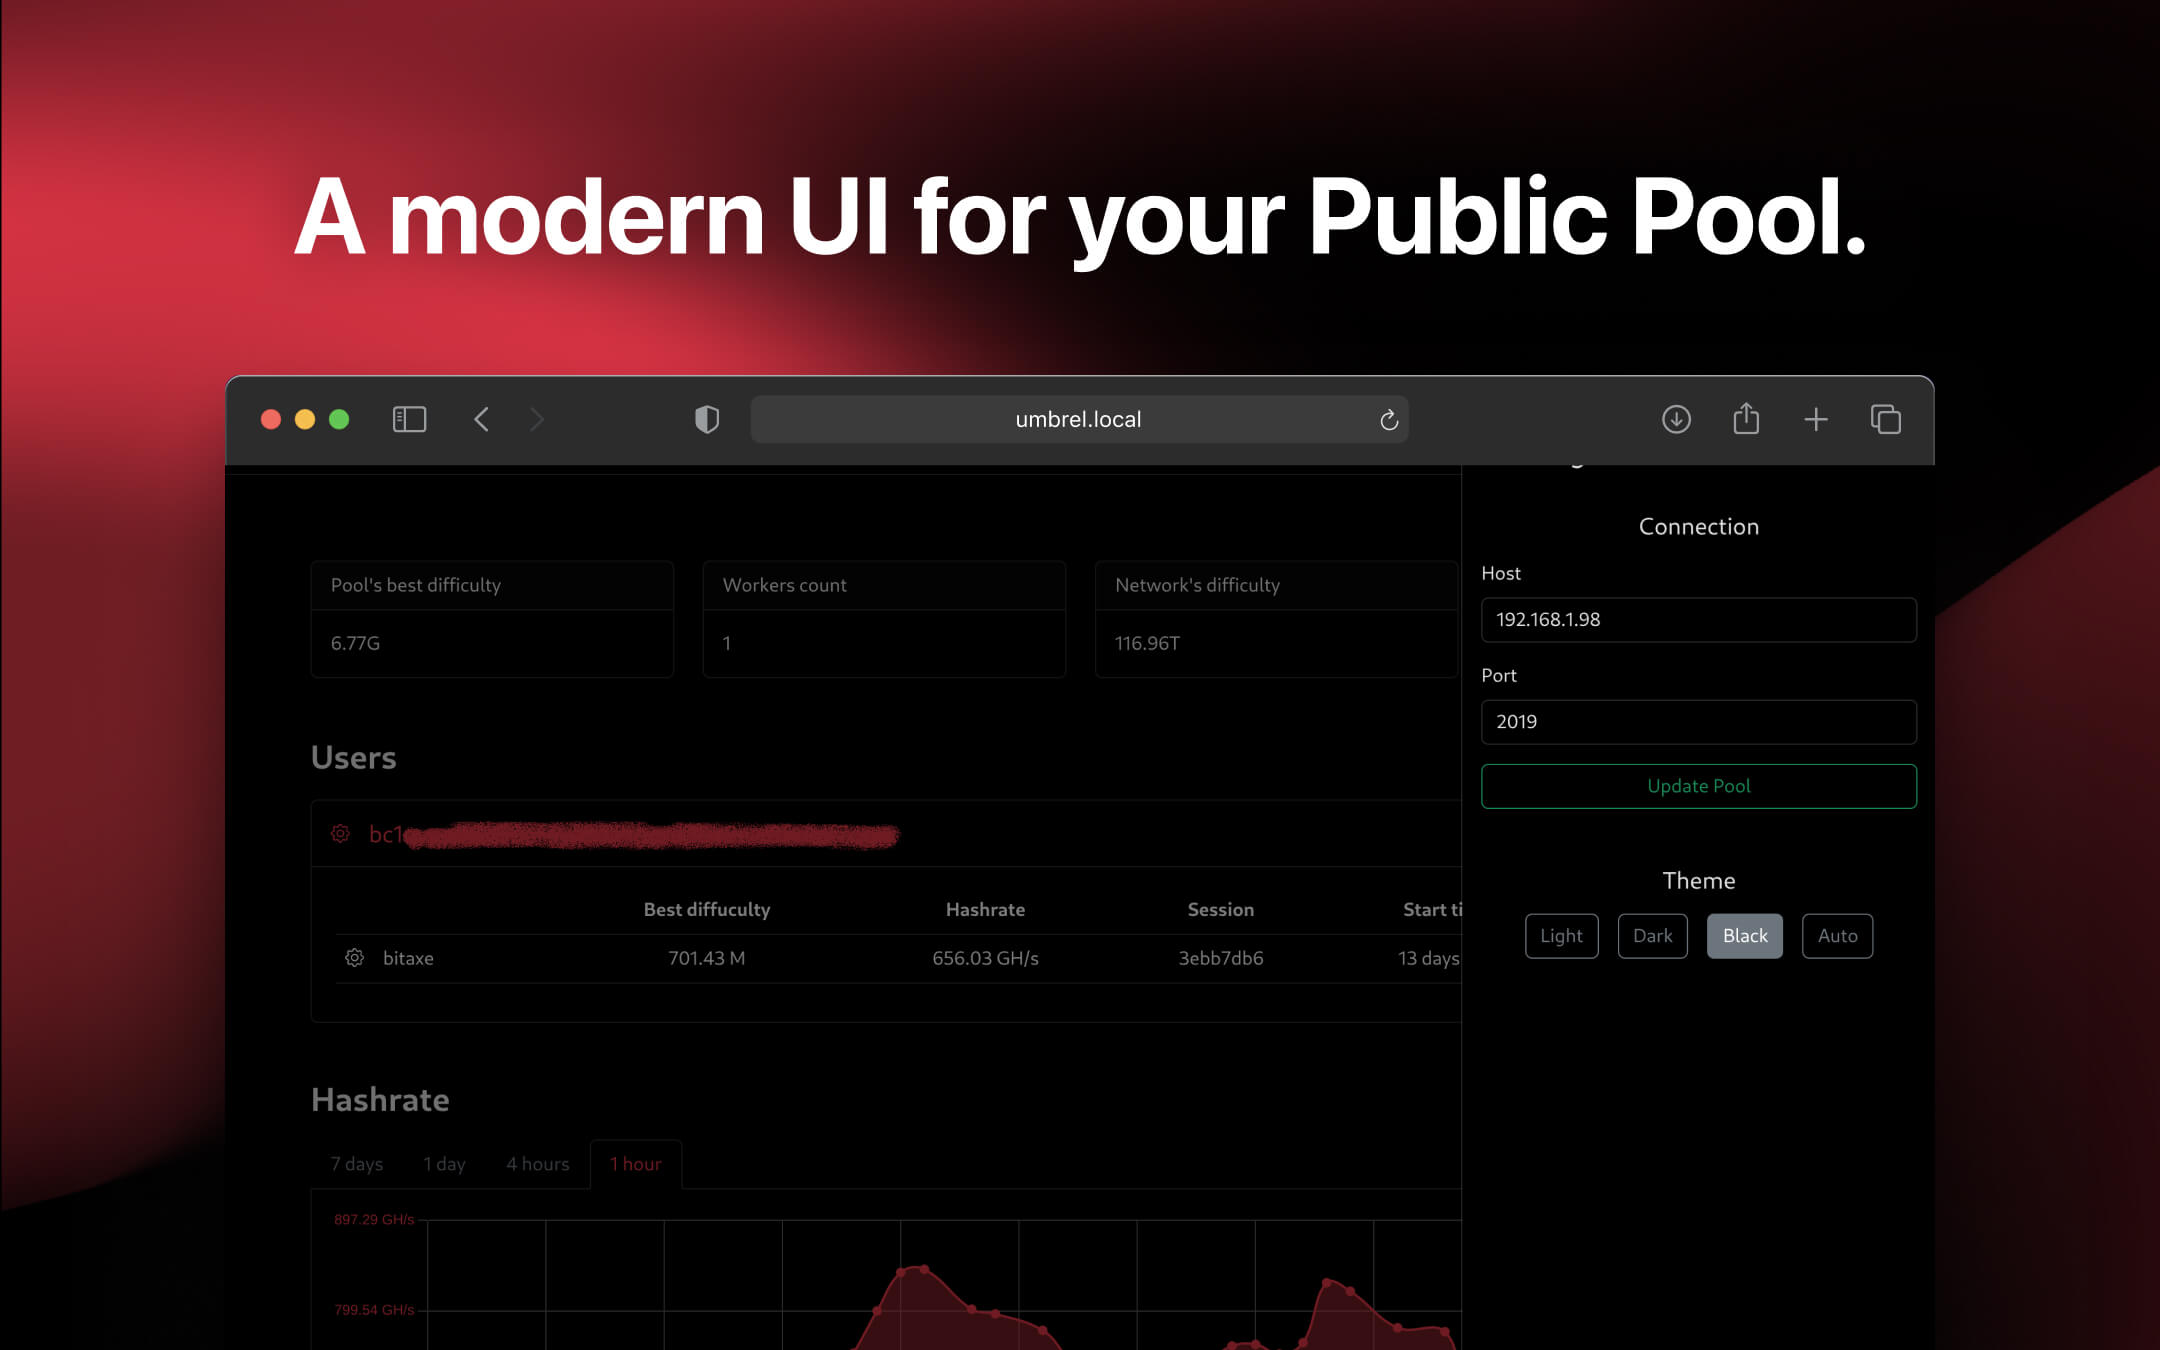 A modern UI for your Public Pool.
umbrel.local
Pool's best difficulty
6.77G
Workers count
1
Network's difficulty
116.96T
Users
bc1
Best diffuculty Hashrate Session Start ti
bitaxe 701.43 M 656.03 GH/s 3ebb7db6 13 days
Hashrate
7 days 1 day 4 hours 1 hour
897.29 GH/s
799.54 GH/s
Connection
Host
192.168.1.98
Port
2019
Update Pool
Theme
Light Dark Black Auto